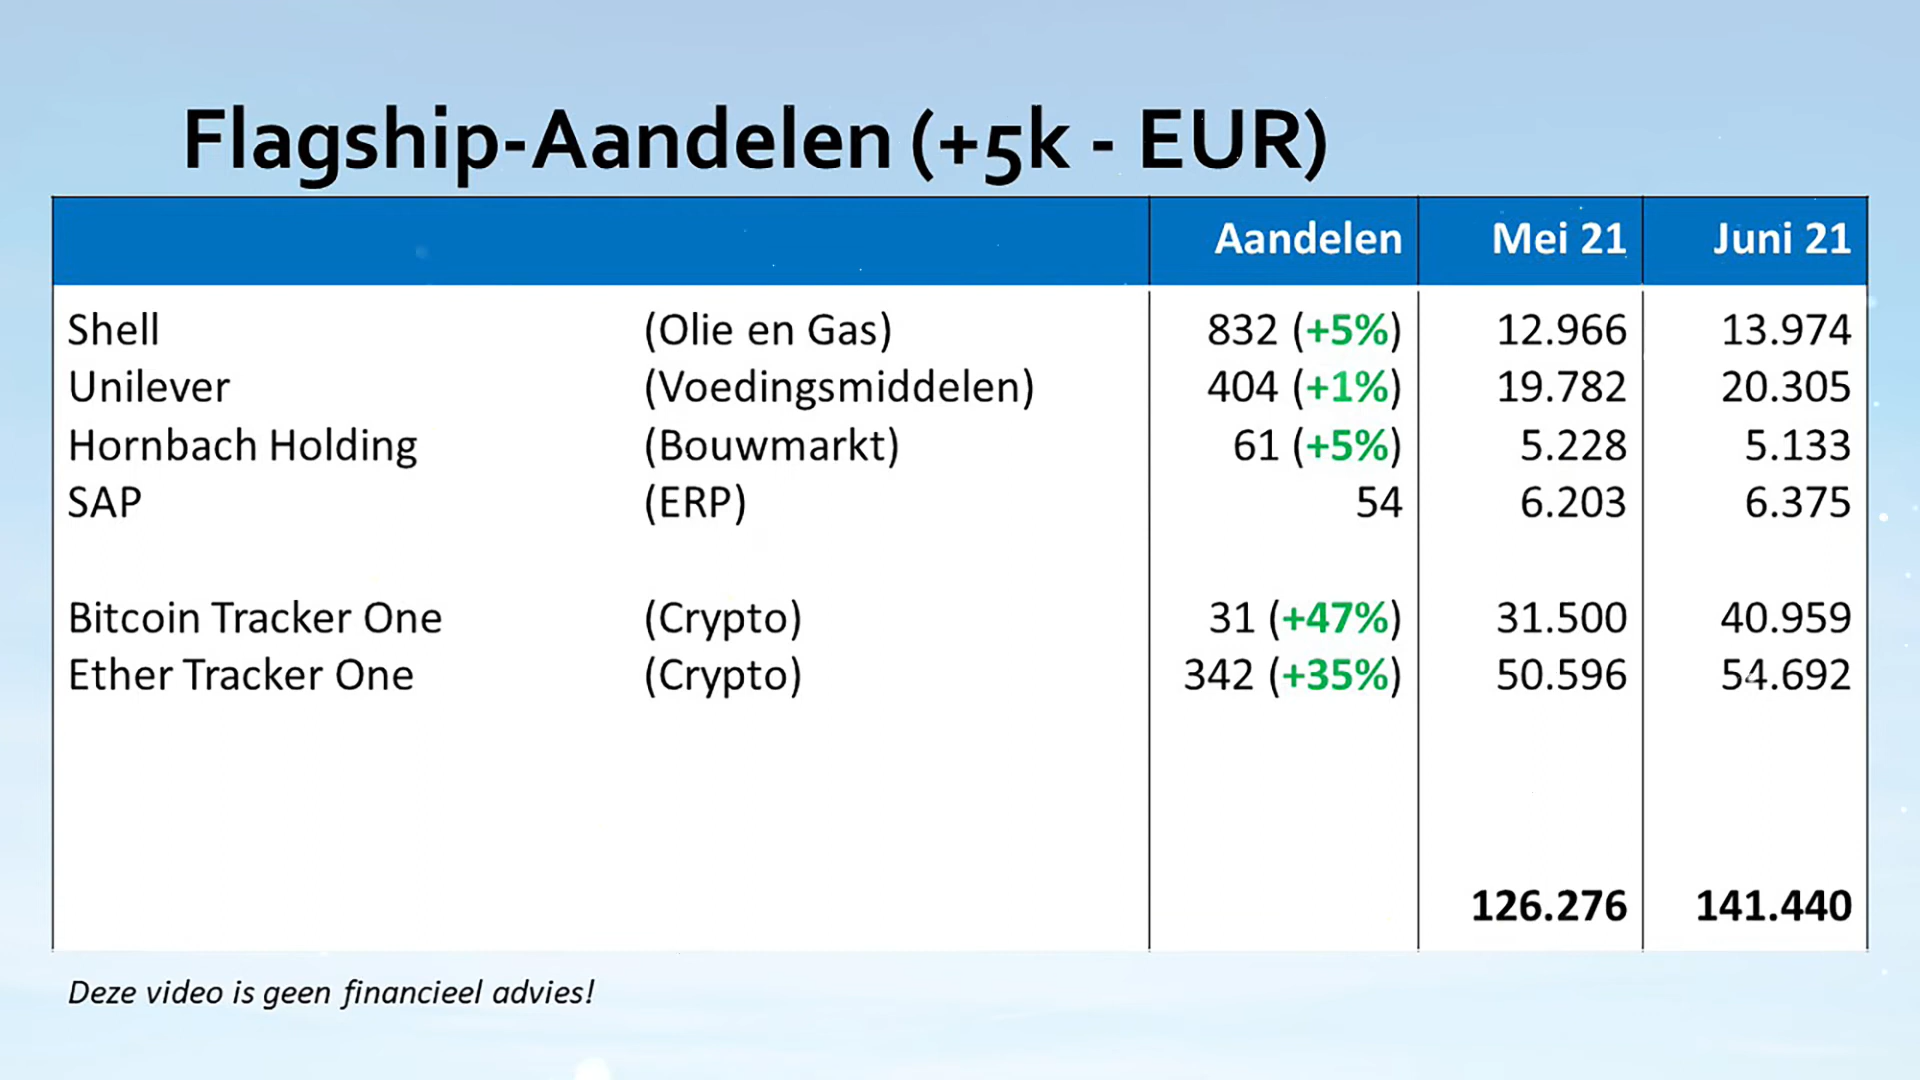 Flagship-Aandelen (+5k - EUR)
Aandelen Mei 21 Juni 21
Shell (Olie en Gas) 832 (+5%) 12.966 13.974
Unilever (Voedingsmiddelen) 404 (+1%) 19.782 20.305
Hornbach Holding (Bouwmarkt) 61 (+5%) 5.228 5.133
SAP (ERP) 54 6.203 6.375
Bitcoin Tracker One (Crypto) 31 (+47%) 31.500 40.959
Ether Tracker One (Crypto) 342 (+35%) 50.596 54.692
126.276 141.440
Deze video is geen financieel advies!